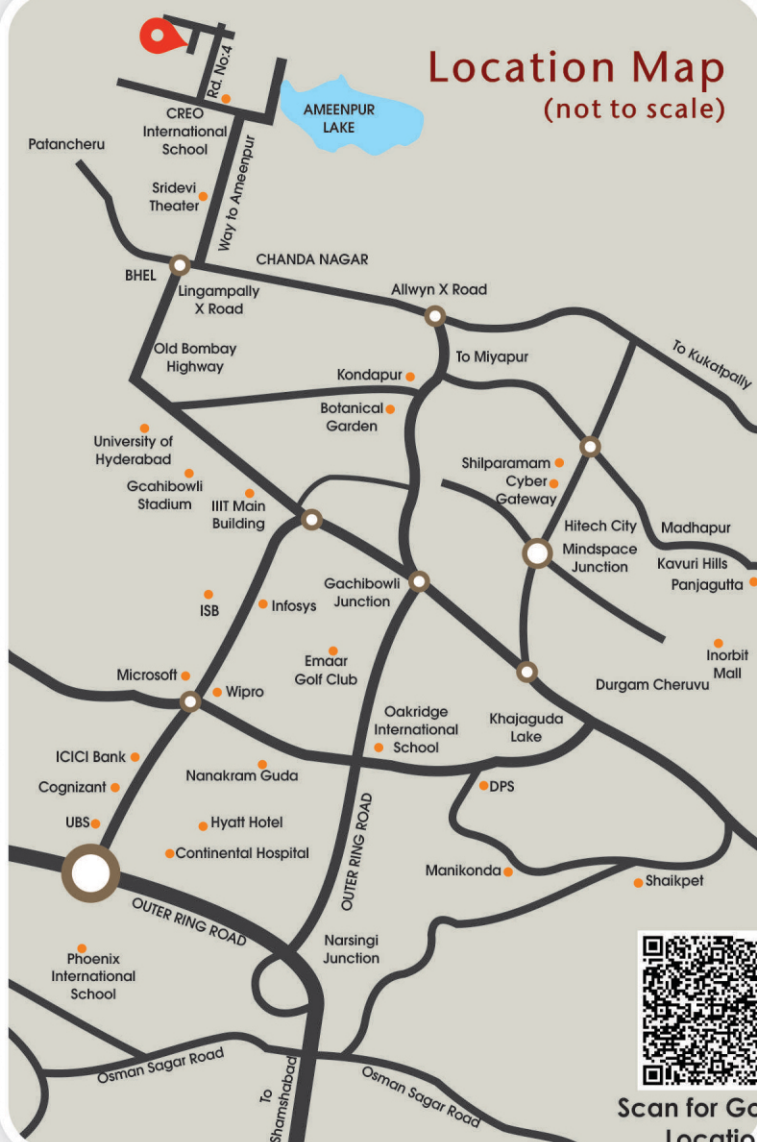 Location Map
(not to scale)
Rd. No:4
AMEENPUR
LAKE
CREO
International
School
Patancheru
Sridevi
Theater
Way to Ameenpur
BHEL
CHANDA NAGAR
Lingampally
X Road
Allwyn X Road
Old Bombay
Highway
To Miyapur
To Kukatpally
Kondapur
Botanical
Garden
University of
Hyderabad
Gcahibowli
Stadium
IIIT Main
Building
Shilparamam
Cyber
Gateway
Hitech City
Mindspace
Junction
Madhapur
Kavuri Hills
Panjagutta
Gachibowli
Junction
ISB
Infosys
Emaar
Golf Club
Inorbit
Mall
Durgam Cheruvu
Microsoft
Wipro
Oakridge
International
School
Khajaguda
Lake
ICICI Bank
Nanakram Guda
Cognizant
DPS
UBS
Hyatt Hotel
Continental Hospital
OUTER RING ROAD
Manikonda
Shaikpet
OUTER RING ROAD
Narsingi
Junction
Phoenix
International
School
Osman Sagar Road
To
Shamshabad
Osman Sagar Road
Scan for Go
Locatio